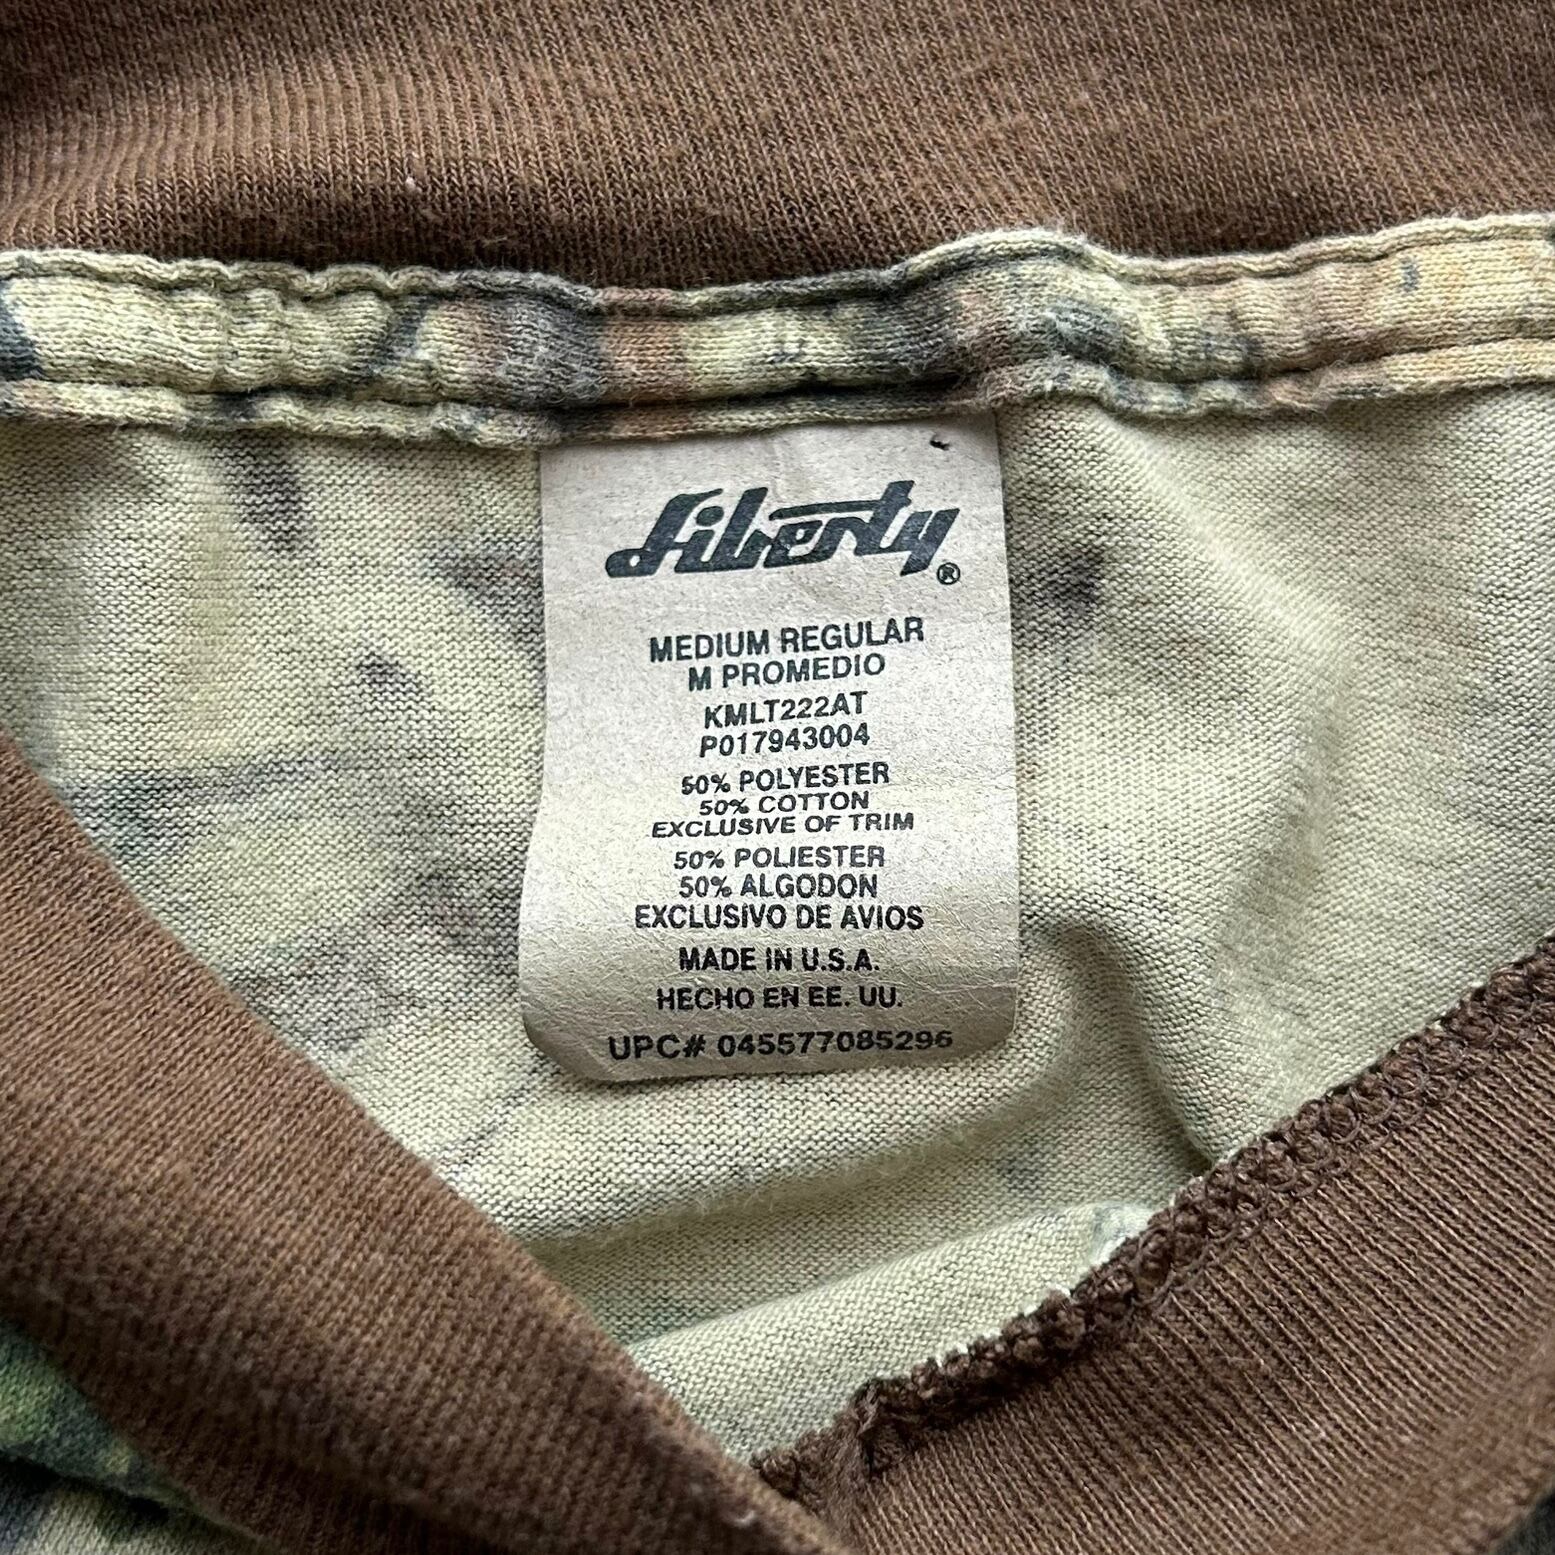 Liberty®
MEDIUM REGULAR
M PROMEDIO
KMLT222AT
P017943004
50% POLYESTER
50% COTTON
EXCLUSIVE OF TRIM
50% POLIESTER
50% ALGODON
EXCLUSIVO DE AVIOS
MADE IN U.S.A.
HECHO EN EE. UU.
UPC# 045577085296